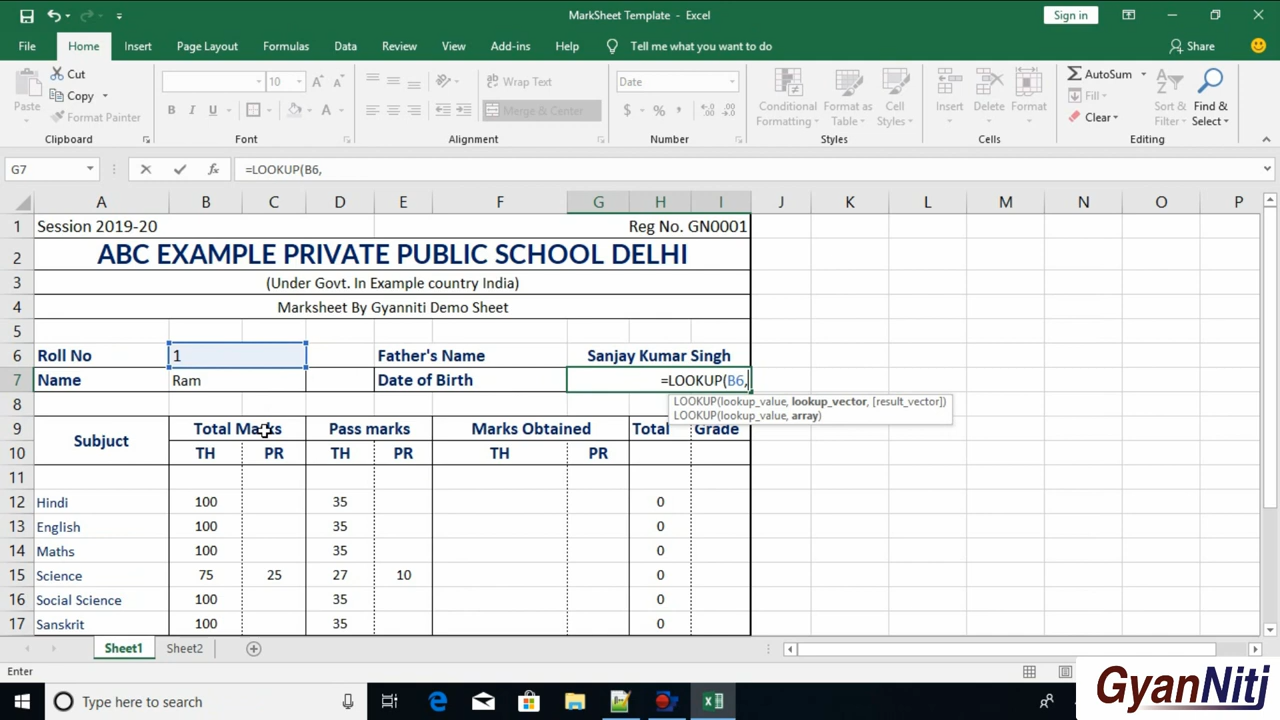 MarkSheet Template - Excel
Sign in
File Home Insert Page Layout Formulas Data Review View Add-ins Help Tell me what you want to do Share
Paste Cut Copy Format Painter
10 A A B I U A
Wrap Text Merge & Center
Date $ % ,
Conditional Formatting Format as Table Cell Styles
Insert Delete Format
AutoSum Fill Clear Sort & Filter Find & Select
Clipboard Font Alignment Number Styles Cells Editing
G7 fx =LOOKUP(B6,
A B C D E F G H I J K L M N O P
1 Session 2019-20 Reg No. GN0001
2 ABC EXAMPLE PRIVATE PUBLIC SCHOOL DELHI
3 (Under Govt. In Example country India)
4 Marksheet By Gyanniti Demo Sheet
5
6 Roll No 1 Father's Name Sanjay Kumar Singh
7 Name Ram Date of Birth =LOOKUP(B6,
LOOKUP(lookup_value, lookup_vector, [result_vector])
LOOKUP(lookup_value, array)
8
9 Subjuct Total Marks Pass marks Marks Obtained Total Grade
10 TH PR TH PR TH PR
11
12 Hindi 100 35 0
13 English 100 35 0
14 Maths 100 35 0
15 Science 75 25 27 10 0
16 Social Science 100 35 0
17 Sanskrit 100 35 0
Sheet1 Sheet2
Enter
Type here to search
GyanNiti